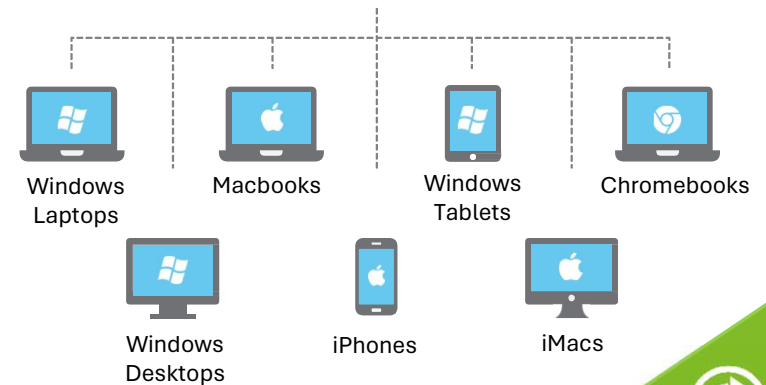 Windows
Laptops
Macbooks
Windows
Tablets
Chromebooks
Windows
Desktops
iPhones
iMacs